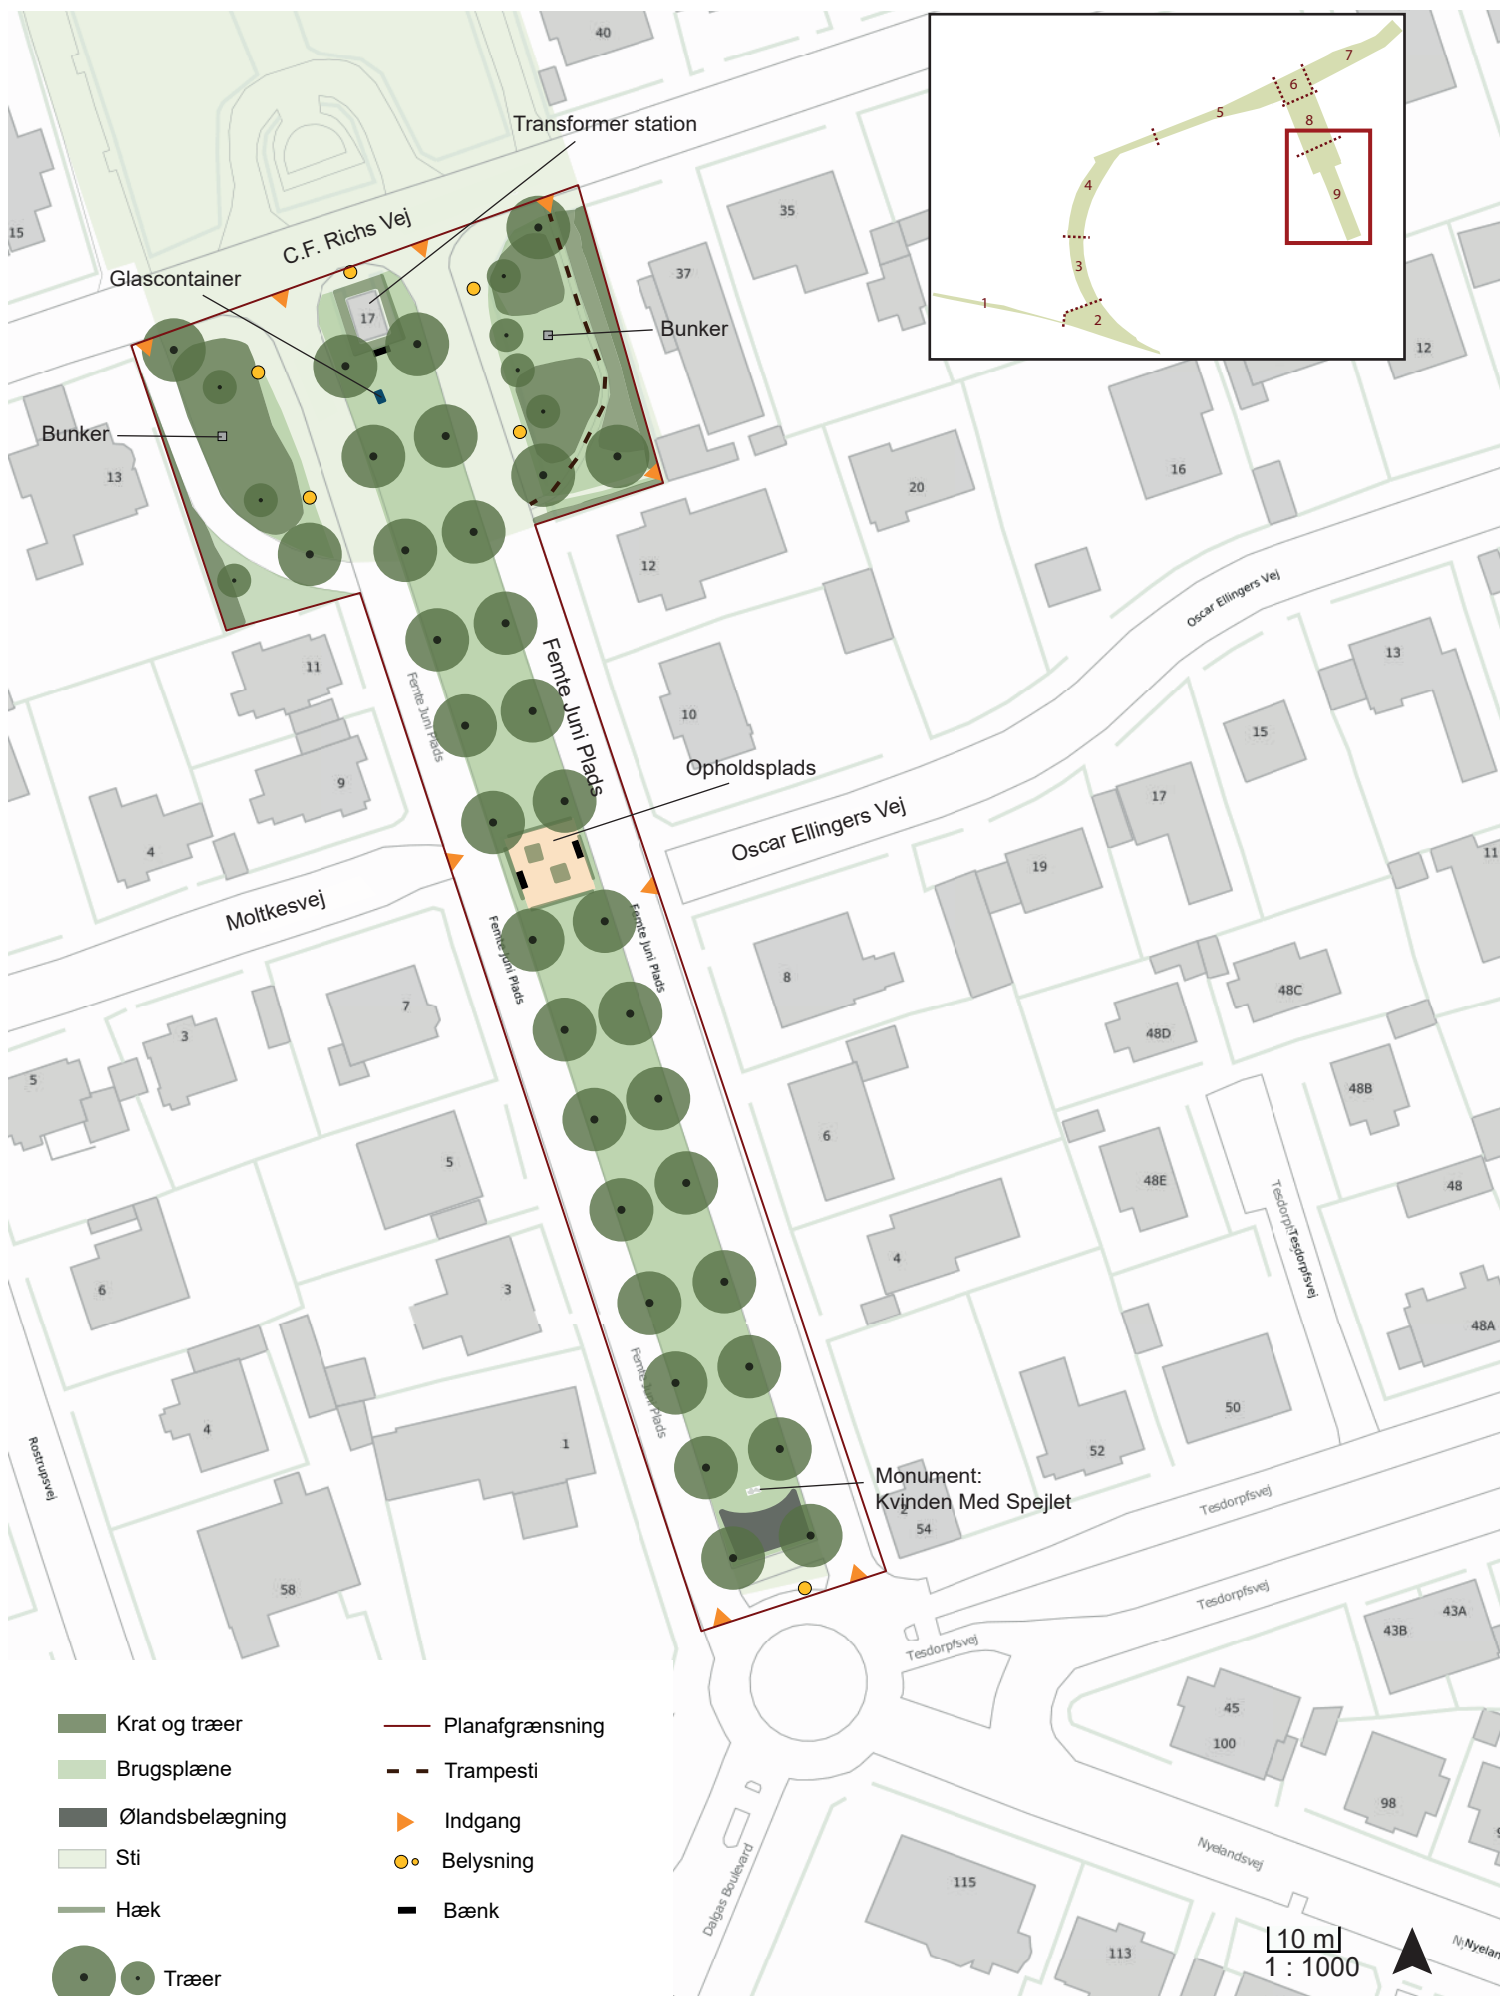 40
7
6
5
8
4
9
3
1
2
15
Transformer station
C.F. Richs Vej
Glascontainer
17
Bunker
35
37
12
Bunker
13
20
16
12
Oscar Ellingers Vej
11
10
Femte Juni Plads
Femte Juni Plads
13
15
9
Opholdsplads
17
4
Oscar Ellingers Vej
19
11
Moltkesvej
Femte Juni Plads
Femte Juni Plads
8
48C
7
48D
3
5
48B
6
5
48E
48
Tesdorpfsvej
4
6
3
48A
Femte Juni Plads
50
4
1
52
Rostrupsvej
Monument:
Kvinden Med Spejlet
2
54
Tesdorpfsvej
58
Tesdorpfsvej
43A
43B
Tesdorpfsvej
45
100
98
Dalgas Boulevard
Nyelandsvej
115
113
Krat og træer
Brugsplæne
Ølandsbelægning
Sti
Hæk
Træer
Planafgrænsning
Trampesti
Indgang
Belysning
Bænk
10 m
1 : 1000